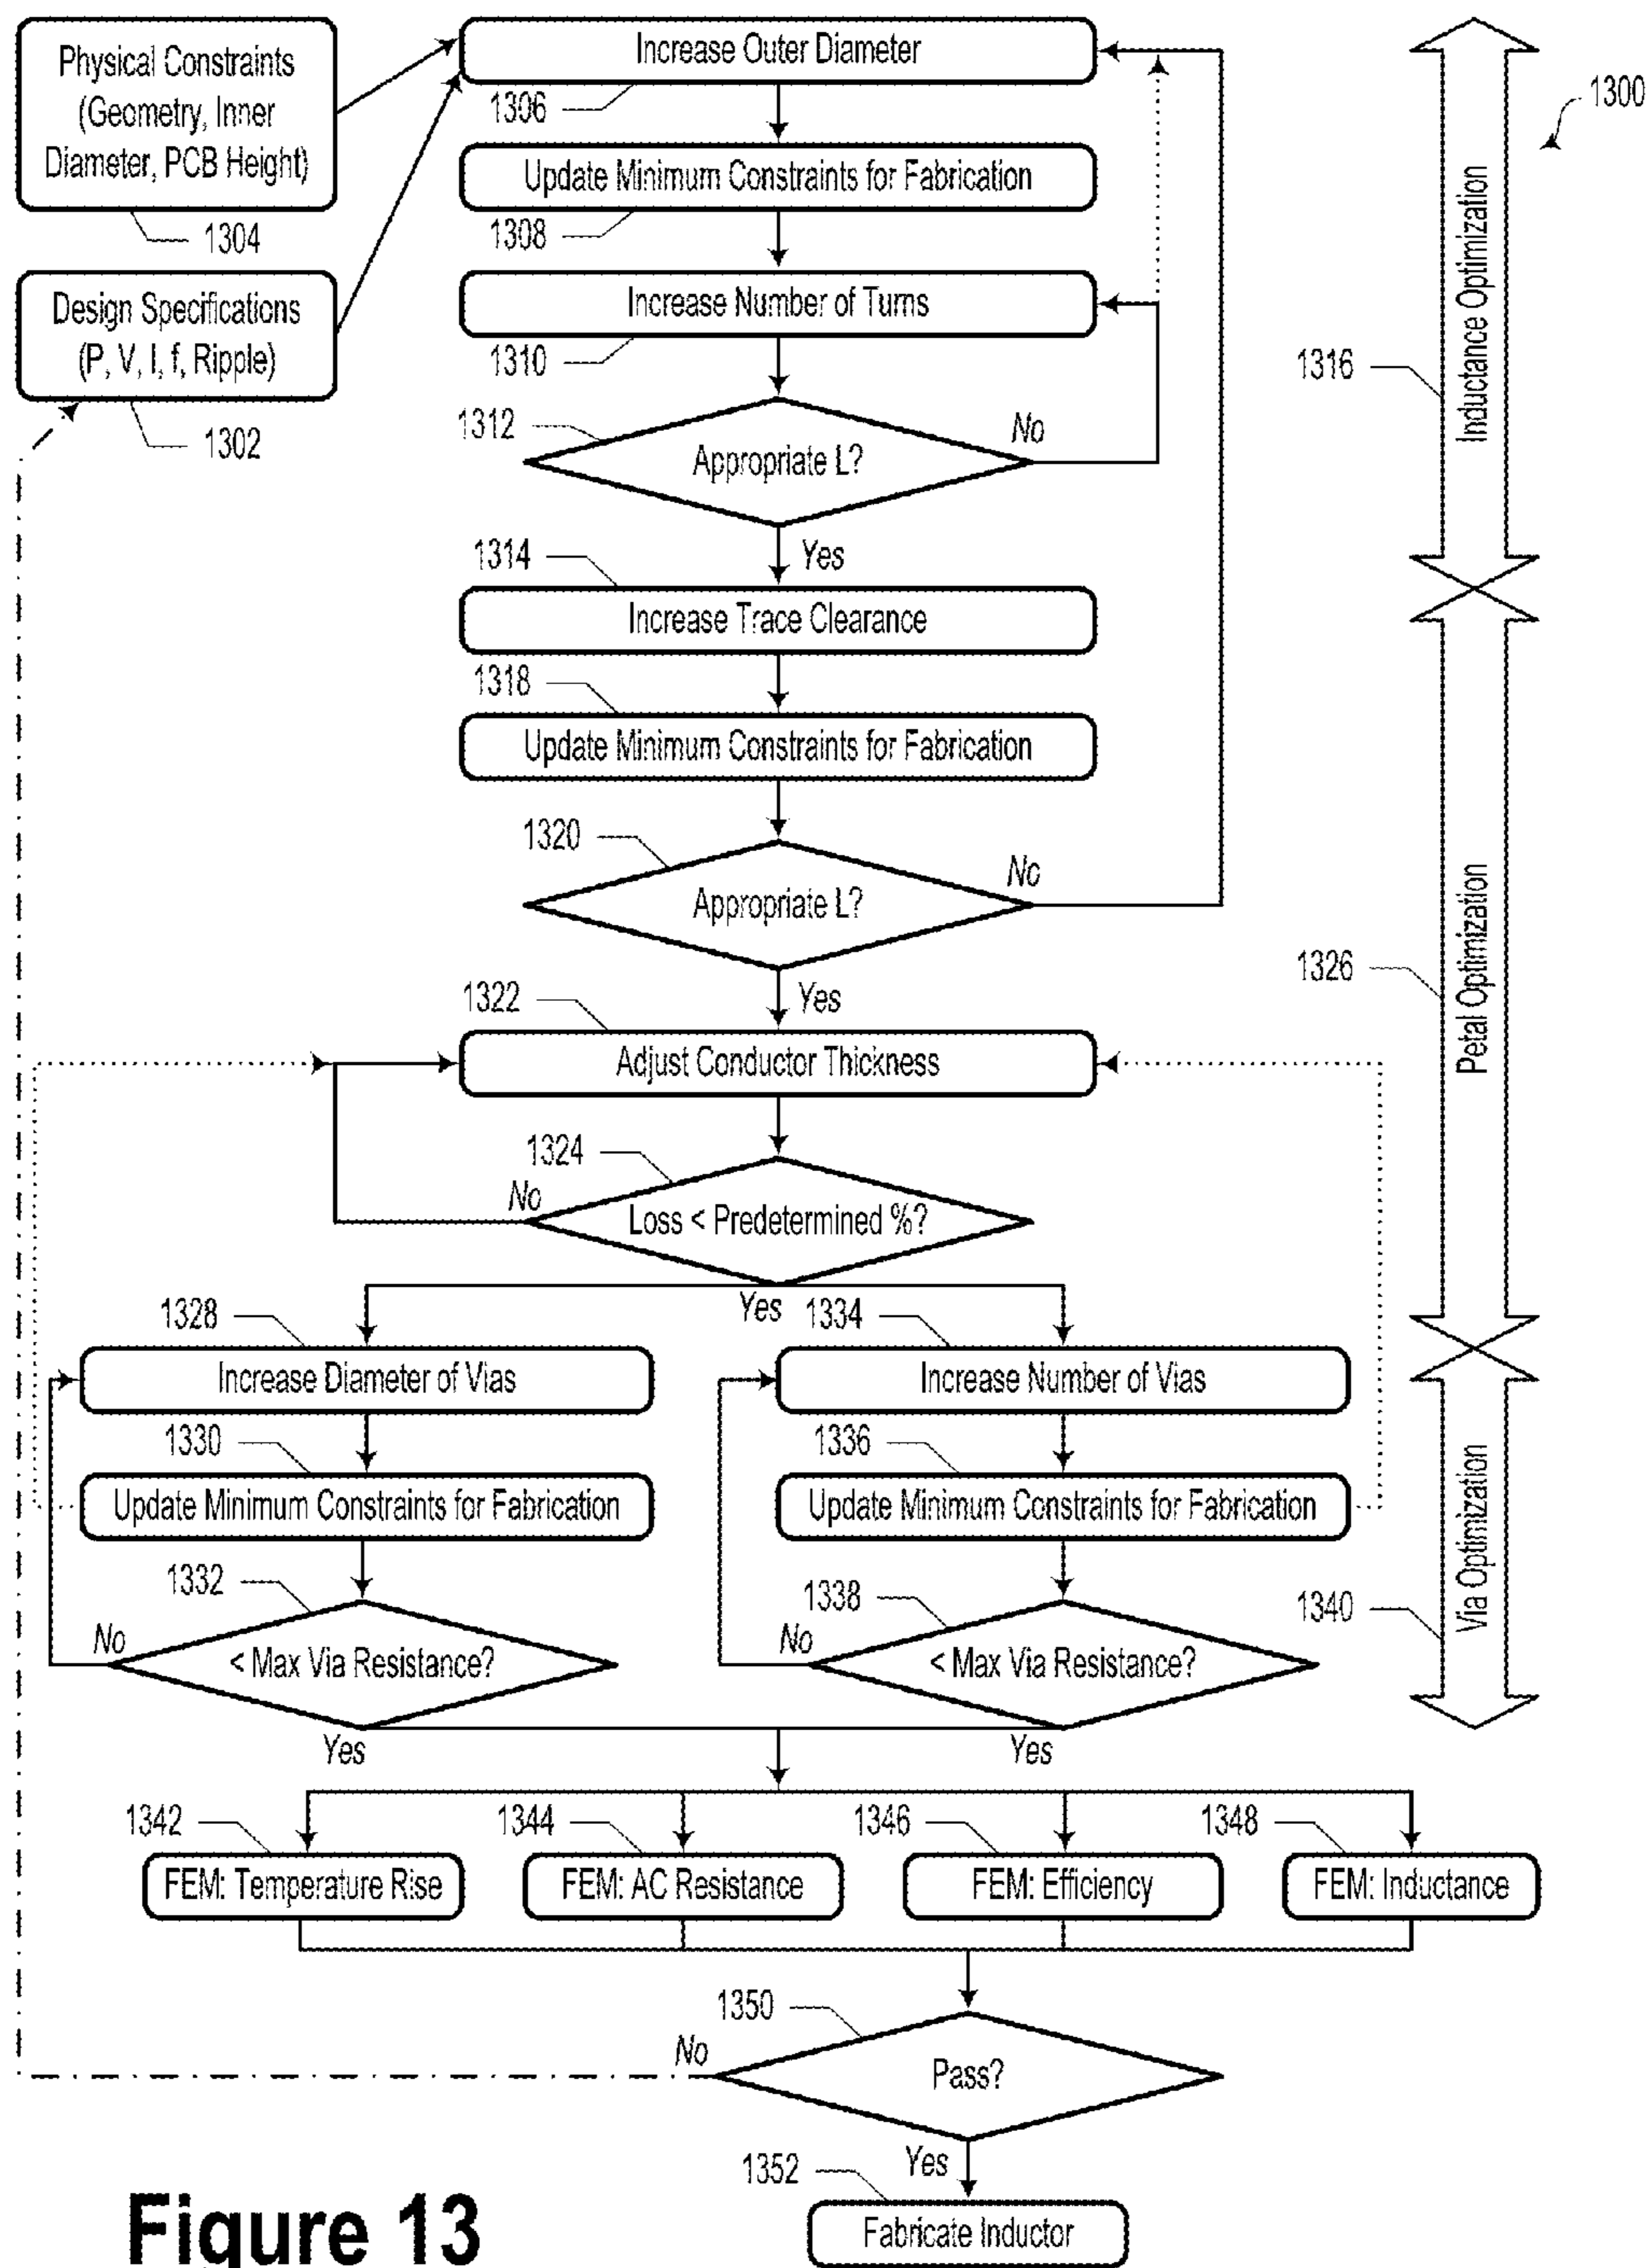 Physical Constraints
(Geometry, Inner
Diameter, PCB Height)
1304
Design Specifications
(P, V, I, f, Ripple)
1302
Increase Outer Diameter
1306
Update Minimum Constraints for Fabrication
1308
Increase Number of Turns
1310
1312
Appropriate L?
No
Yes
1314
Increase Trace Clearance
1318
Update Minimum Constraints for Fabrication
1320
Appropriate L?
No
Yes
1322
Adjust Conductor Thickness
1324
Loss < Predetermined %?
No
Yes
1328
Increase Diameter of Vias
1330
Update Minimum Constraints for Fabrication
1332
< Max Via Resistance?
No
Yes
1334
Increase Number of Vias
1336
Update Minimum Constraints for Fabrication
1338
< Max Via Resistance?
No
Yes
1342
FEM: Temperature Rise
1344
FEM: AC Resistance
1346
FEM: Efficiency
1348
FEM: Inductance
1350
Pass?
No
Yes
1352
Fabricate Inductor
1300
Inductance Optimization
1316
Petal Optimization
1326
Via Optimization
1340
Figure 13